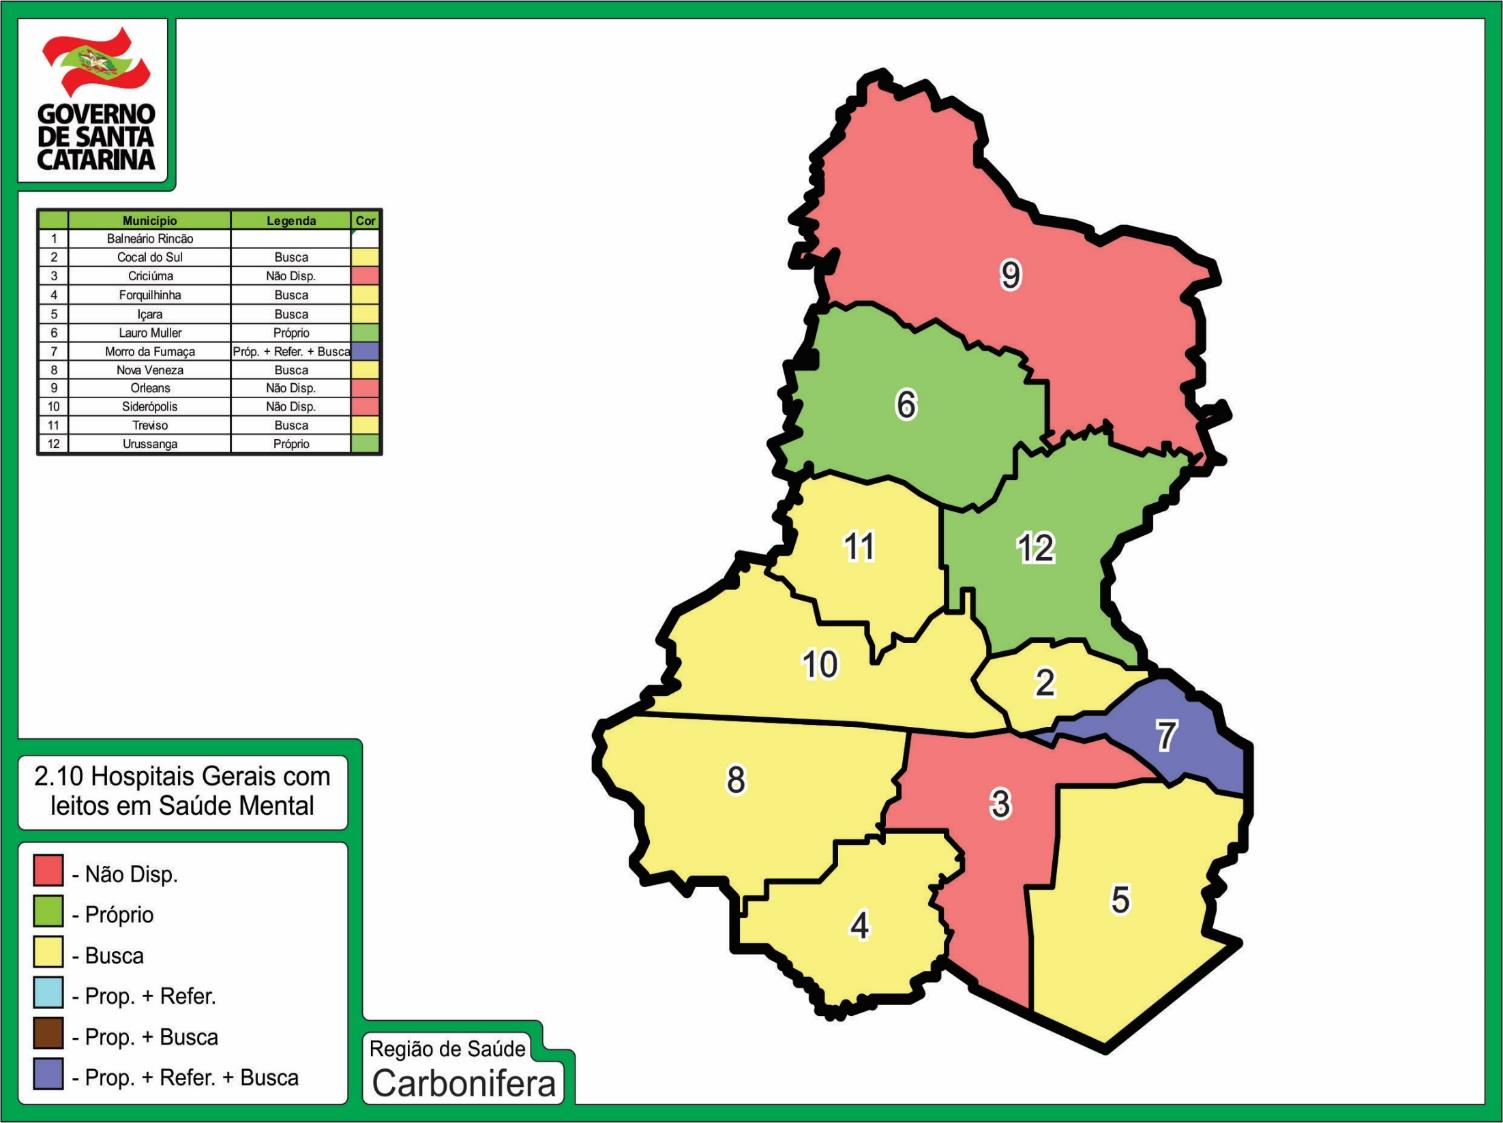 GOVERNO
DE SANTA
CATARINA
Município Legenda Cor
1 Balneário Rincão
2 Cocal do Sul Busca
3 Criciúma Não Disp.
4 Forquilhinha Busca
5 Içara Busca
6 Lauro Muller Próprio
7 Morro da Fumaça Próp. + Refer. + Busca
8 Nova Veneza Busca
9 Orleans Não Disp.
10 Siderópolis Não Disp.
11 Treviso Busca
12 Urussanga Próprio
9
6
11
12
10
2
7
8
3
5
4
2.10 Hospitais Gerais com
leitos em Saúde Mental
- Não Disp.
- Próprio
- Busca
- Prop. + Refer.
- Prop. + Busca
- Prop. + Refer. + Busca
Região de Saúde
Carbonifera